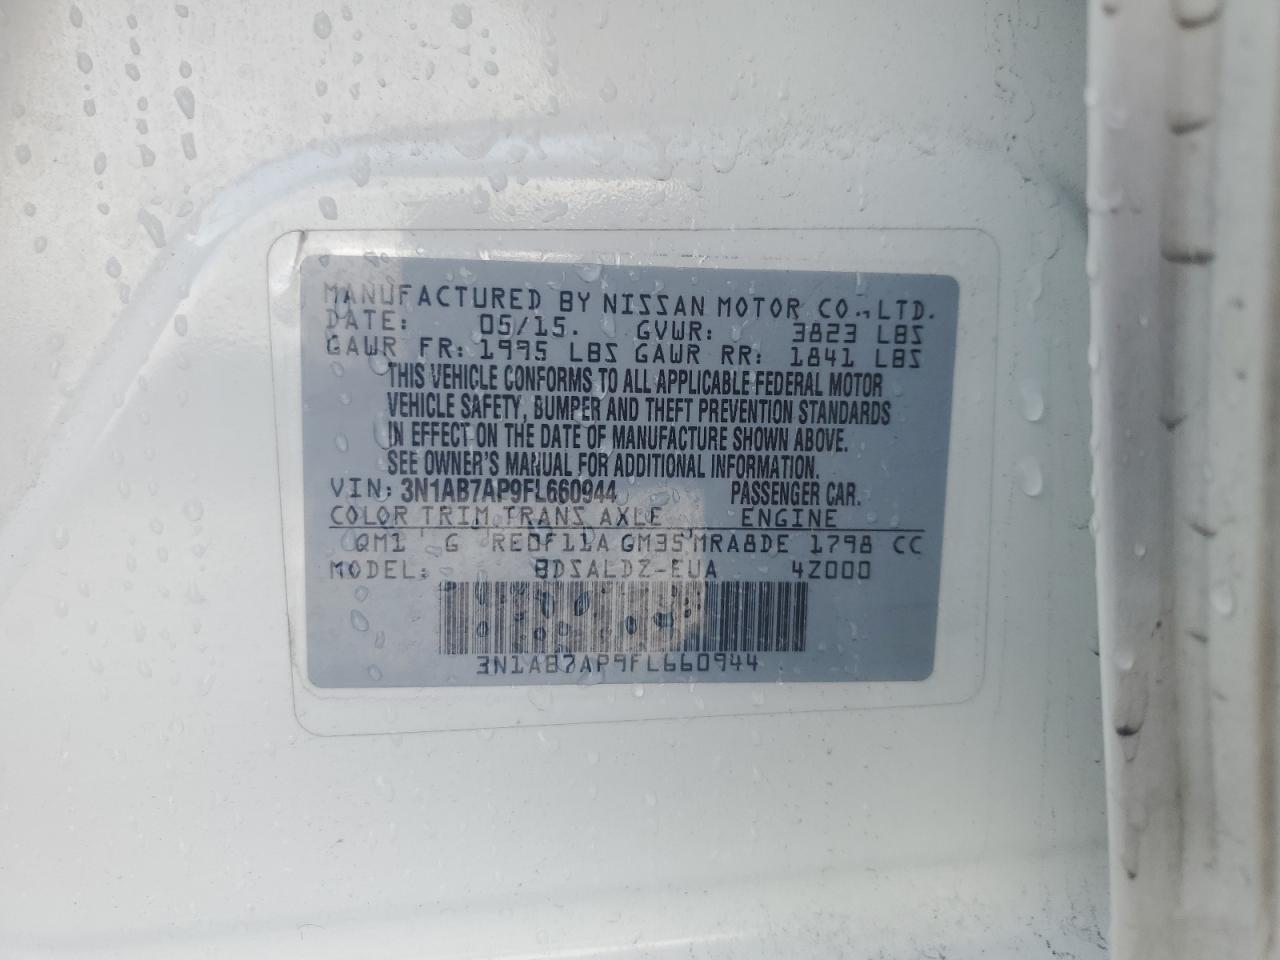 MANUFACTURED BY NISSAN MOTOR CO., LTD.
DATE: 05/15. GVWR: 3823 LBS
GAWR FR: 1995 LBS GAWR RR: 1841 LBS
THIS VEHICLE CONFORMS TO ALL APPLICABLE FEDERAL MOTOR
VEHICLE SAFETY, BUMPER AND THEFT PREVENTION STANDARDS
IN EFFECT ON THE DATE OF MANUFACTURE SHOWN ABOVE.
SEE OWNER'S MANUAL FOR ADDITIONAL INFORMATION.
VIN: 3N1AB7AP9FL660944 PASSENGER CAR.
COLOR TRIM TRANS AXLE ENGINE
QM1 G RE0F11A GM35 MRA8DE 1798 CC
MODEL: BDSALDZ-EUA 4Z000
3N1AB7AP9FL660944